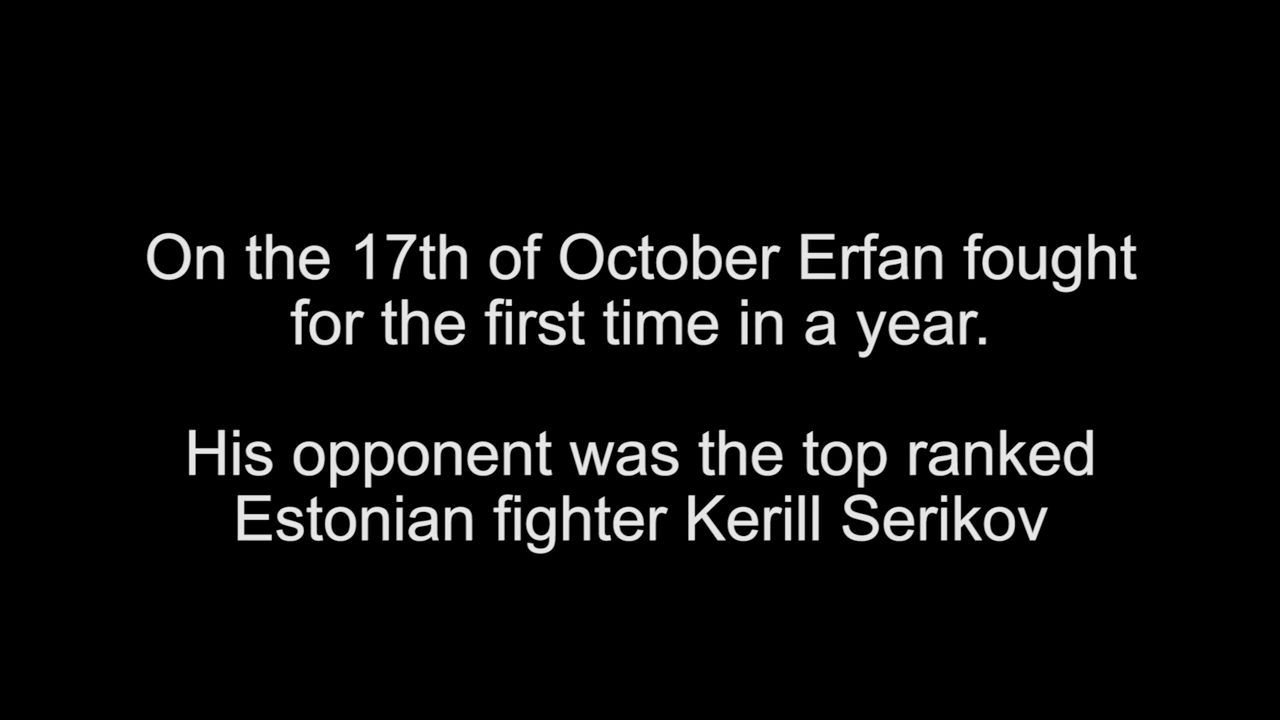 On the 17th of October Erfan fought
for the first time in a year.
His opponent was the top ranked
Estonian fighter Kerill Serikov